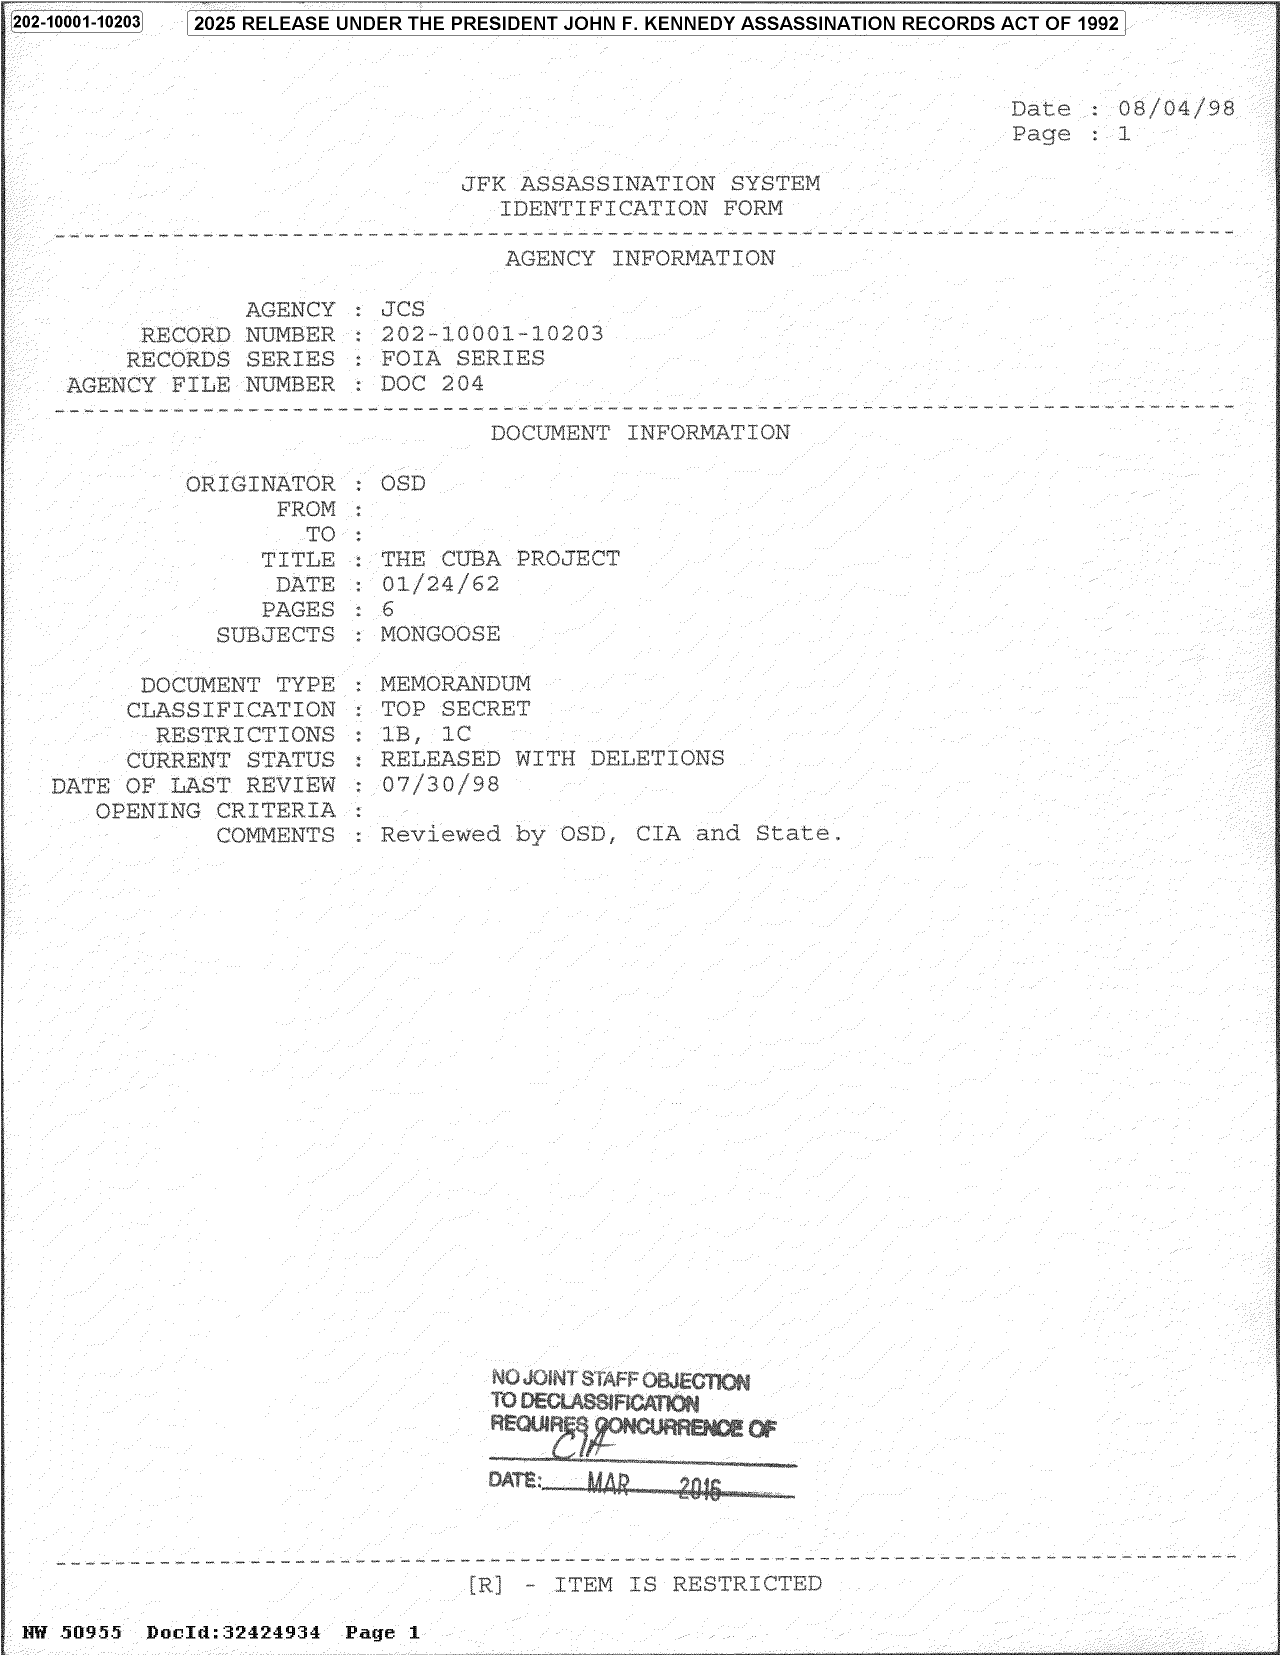 202-10001-10203 2025 RELEASE UNDER THE PRESIDENT JOHN F. KENNEDY ASSASSINATION RECORDS ACT OF 1992
Date : 08/04/98
Page : 1
JFK ASSASSINATION SYSTEM
IDENTIFICATION FORM
AGENCY INFORMATION
AGENCY : JCS
RECORD NUMBER : 202-10001-10203
RECORDS SERIES : FOIA SERIES
AGENCY FILE NUMBER : DOC 204
DOCUMENT INFORMATION
ORIGINATOR : OSD
FROM :
TO :
TITLE : THE CUBA PROJECT
DATE : 01/24/62
PAGES : 6
SUBJECTS : MONGOOSE
DOCUMENT TYPE : MEMORANDUM
CLASSIFICATION : TOP SECRET
RESTRICTIONS : 1B, 1C
CURRENT STATUS : RELEASED WITH DELETIONS
DATE OF LAST REVIEW : 07/30/98
OPENING CRITERIA :
COMMENTS : Reviewed by OSD, CIA and State.
NO JOINT STAFF OBJECTION
TO DECLASSIFICATION
REQUIRES CONCURRENCE OF
CIA
DATE: MAR 2016
[R] - ITEM IS RESTRICTED
NW 50955 DocId:32424934 Page 1